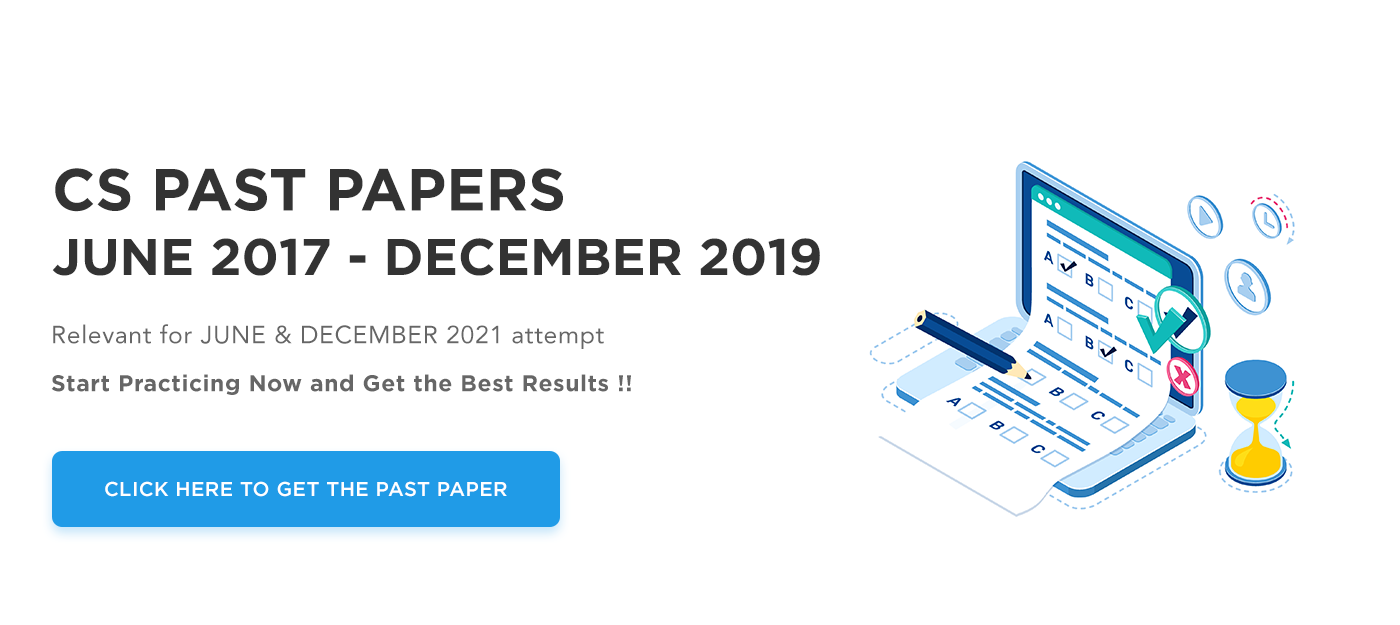 CS PAST PAPERS
JUNE 2017 - DECEMBER 2019
Relevant for JUNE & DECEMBER 2021 attempt
Start Practicing Now and Get the Best Results !!
CLICK HERE TO GET THE PAST PAPER
A B C
A B C
B C
A B C